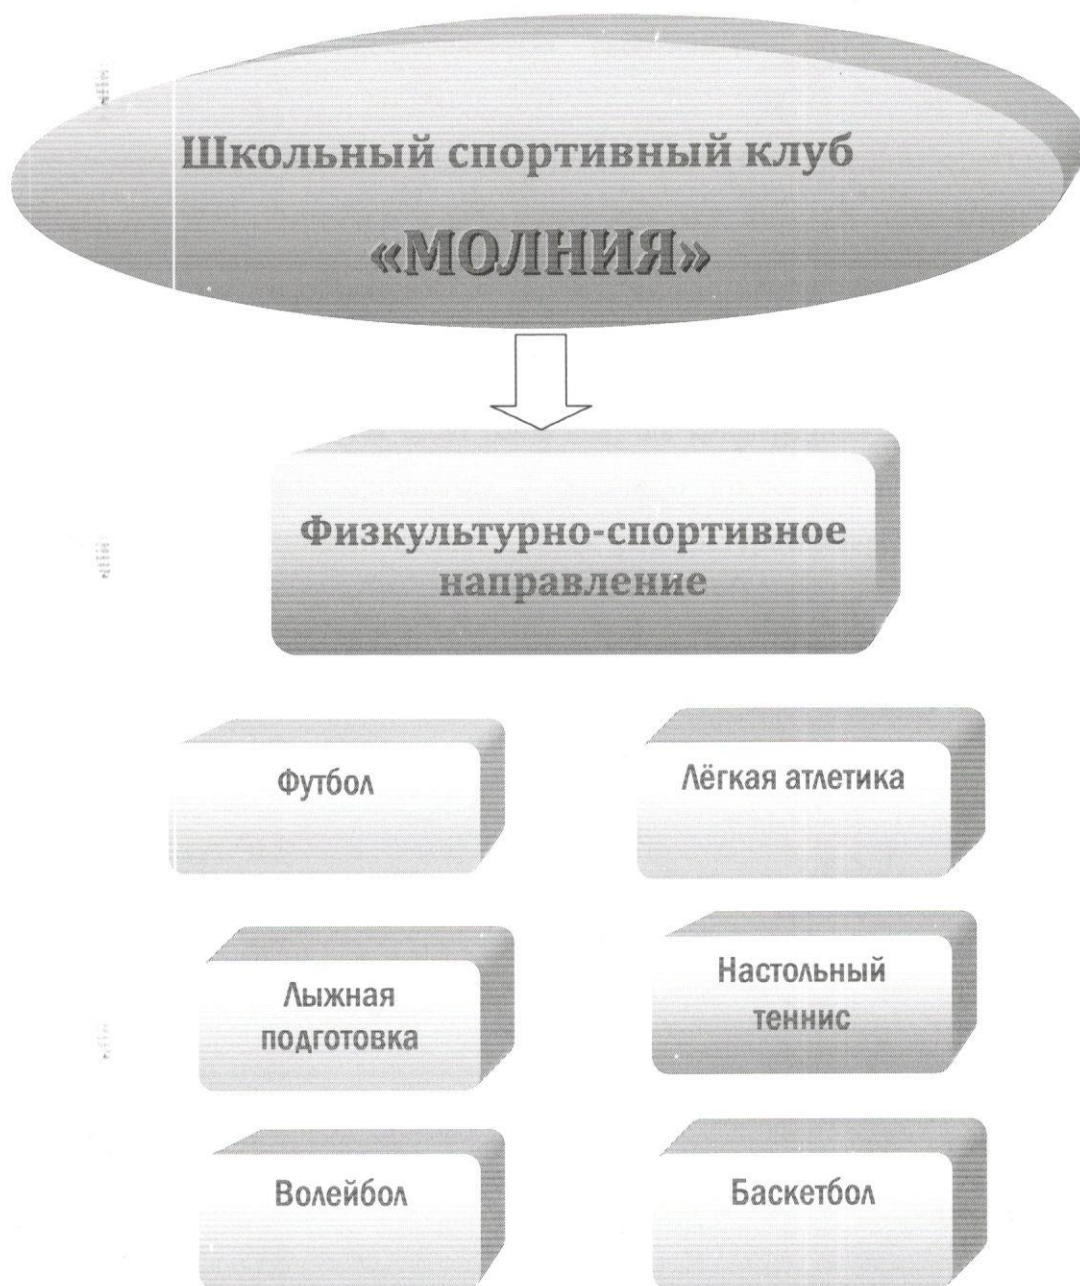 Школьный спортивный клуб
«МОЛНИЯ»
Физкультурно-спортивное
направление
Футбол
Лёгкая атлетика
Лыжная
подготовка
Настольный
теннис
Волейбол
Баскетбол